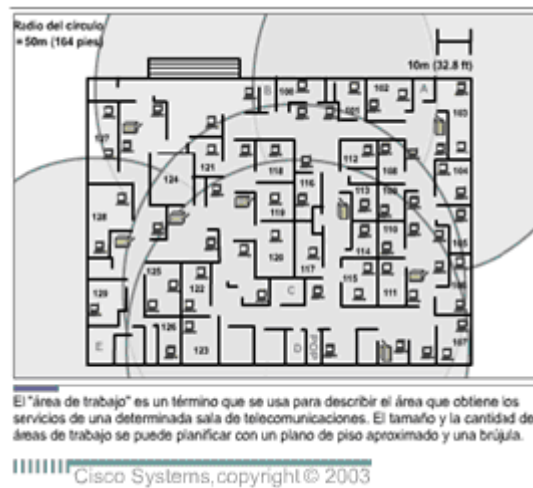 Radio del círculo
= 50m (164 pies)
10m (32.8 ft)
B
100
101
102
A
103
137
121
118
112
108
104
124
116
113
109
128
119
110
105
120
114
117
125
122
115
111
129
C
126
123
E
D
POP
107
El "área de trabajo" es un término que se usa para describir el área que obtiene los
servicios de una determinada sala de telecomunicaciones. El tamaño y la cantidad de
áreas de trabajo se puede planificar con un plano de piso aproximado y una brújula.
Cisco Systems, copyright © 2003